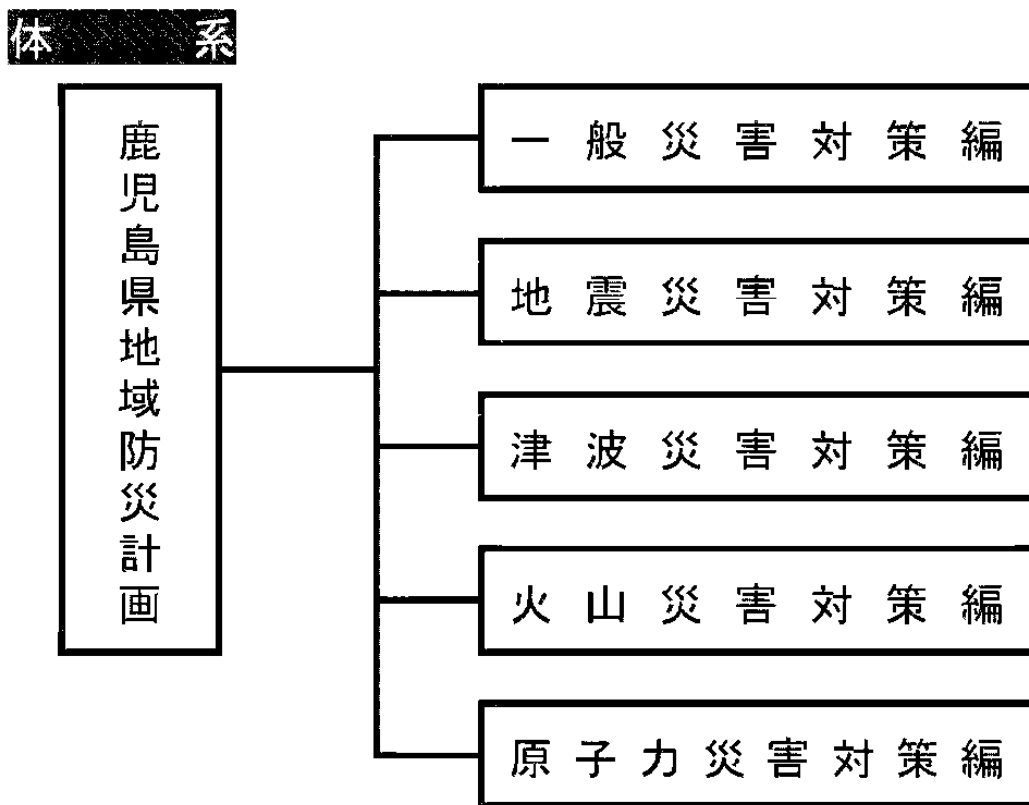 体系
鹿児島県地域防災計画
一般災害対策編
地震災害対策編
津波災害対策編
火山災害対策編
原子力災害対策編